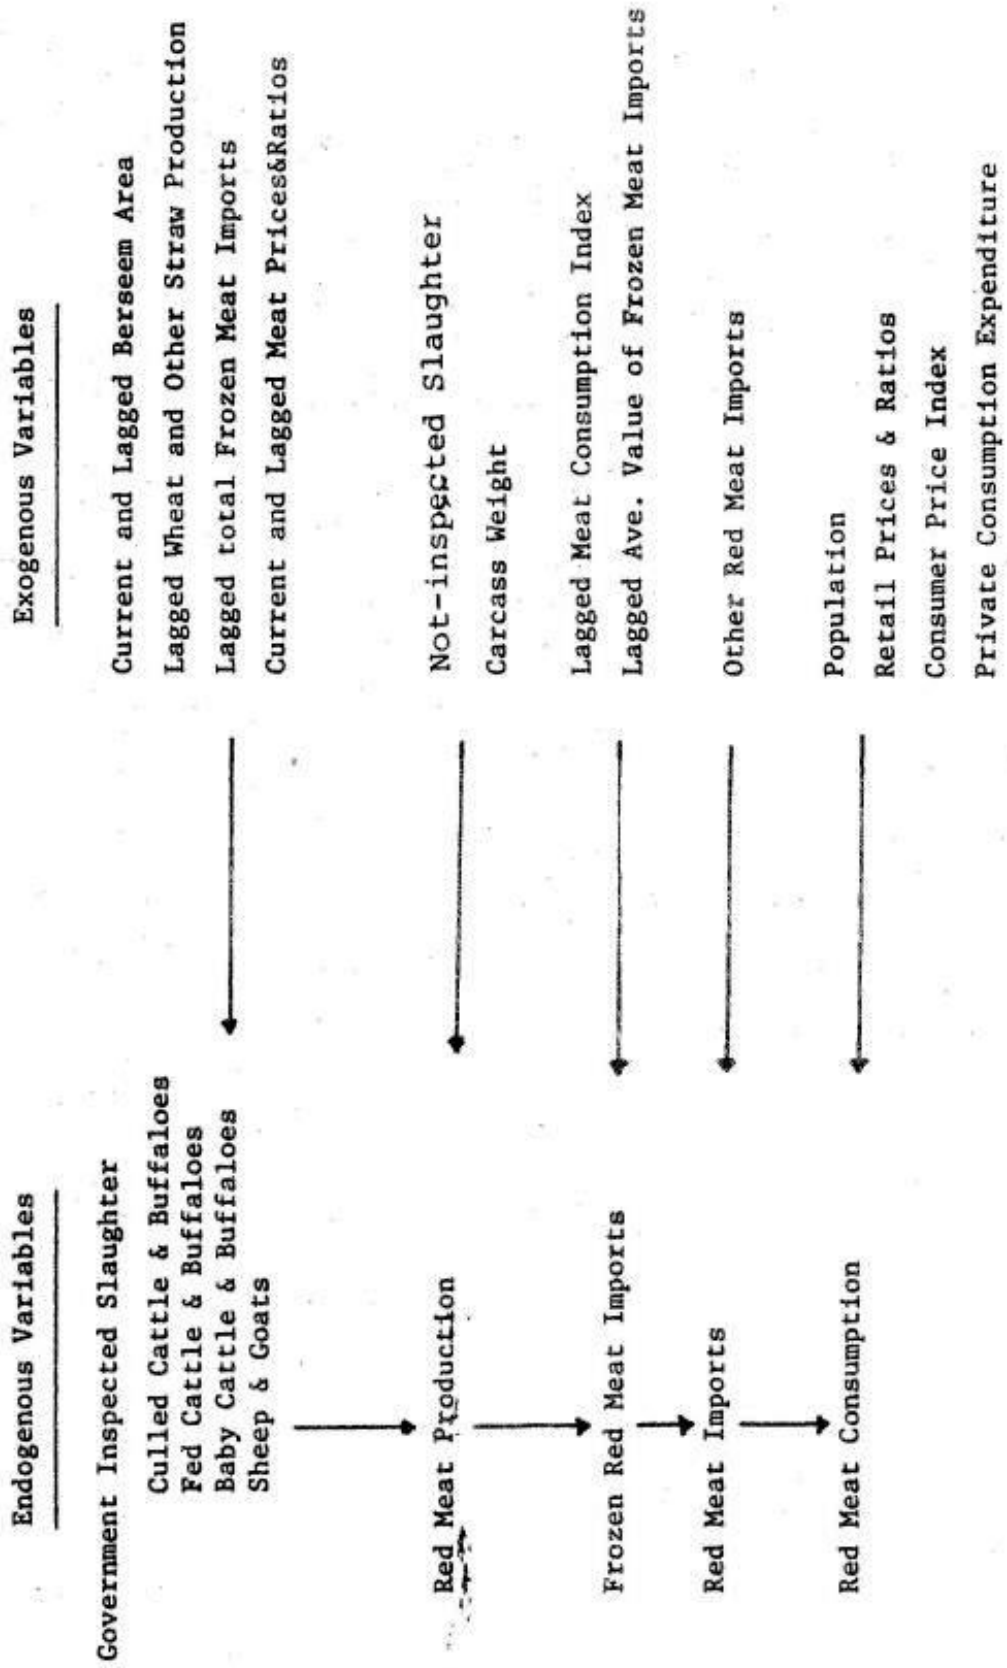 Endogenous Variables
Exogenous Variables
Government Inspected Slaughter
Culled Cattle & Buffaloes
Fed Cattle & Buffaloes
Baby Cattle & Buffaloes
Sheep & Goats
Current and Lagged Berseem Area
Lagged Wheat and Other Straw Production
Lagged total Frozen Meat Imports
Current and Lagged Meat Prices&Ratios
Red Meat Production
Not-inspected Slaughter
Carcass Weight
Frozen Red Meat Imports
Lagged Meat Consumption Index
Lagged Ave. Value of Frozen Meat Imports
Red Meat Imports
Other Red Meat Imports
Red Meat Consumption
Population
Retail Prices & Ratios
Consumer Price Index
Private Consumption Expenditure